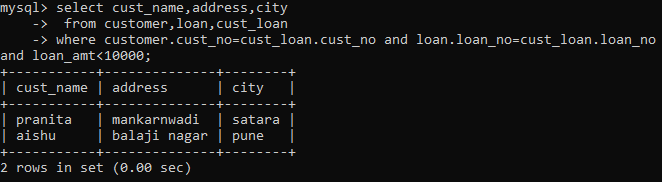 mysql> select cust_name,address,city
    ->  from customer,loan,cust_loan
    -> where customer.cust_no=cust_loan.cust_no and loan.loan_no=cust_loan.loan_no
and loan_amt<10000;
+-----------+--------------+--------+
| cust_name | address      | city   |
+-----------+--------------+--------+
| pranita   | mankarnwadi  | satara |
| aishu     | balaji nagar | pune   |
+-----------+--------------+--------+
2 rows in set (0.00 sec)